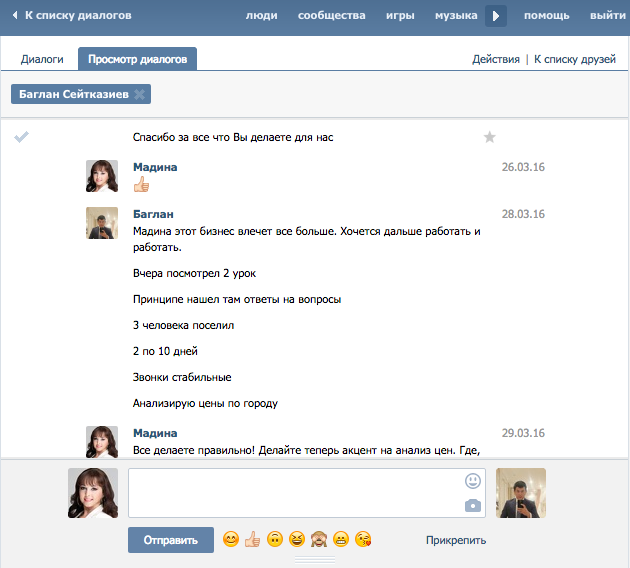 К списку диалогов люди сообщества игры музыка помощь выйти
Диалоги Просмотр диалогов Действия | К списку друзей
Баглан Сейтказиев
Спасибо за все что Вы делаете для нас
Мадина 26.03.16
Баглан 28.03.16
Мадина этот бизнес влечет все больше. Хочется дальше работать и
работать.
Вчера посмотрел 2 урок
Принципе нашел там ответы на вопросы
3 человека поселил
2 по 10 дней
Звонки стабильные
Анализирую цены по городу
Мадина 29.03.16
Все делаете правильно! Делайте теперь акцент на анализ цен. Где,
Отправить Прикрепить